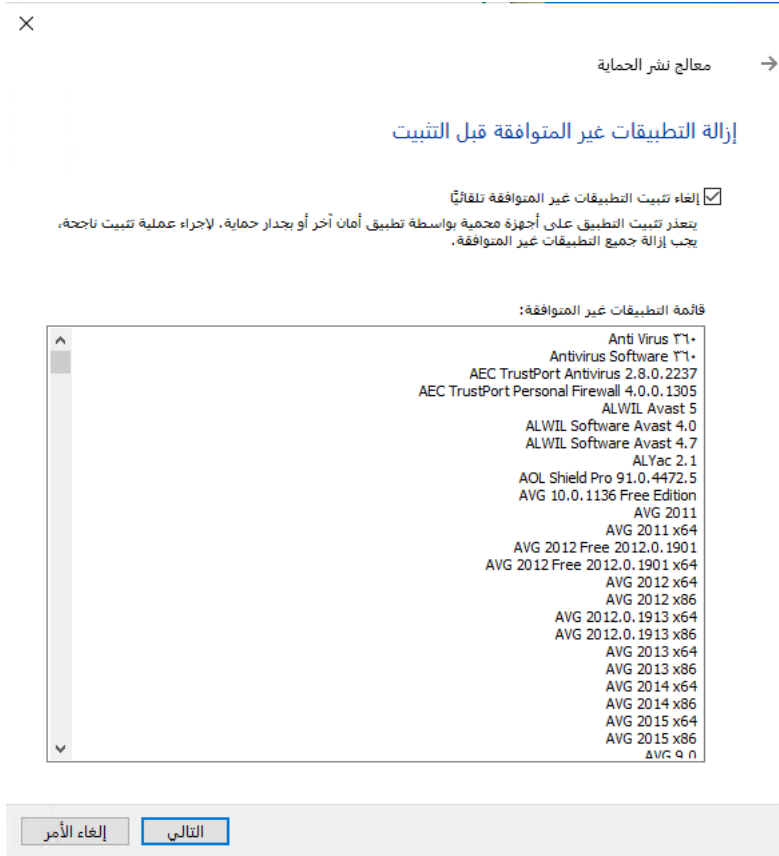 معالج نشر الحماية
إزالة التطبيقات غير المتوافقة قبل التثبيت
إلغاء تثبيت التطبيقات غير المتوافقة تلقائيًا
يتعذر تثبيت التطبيق على أجهزة محمية بواسطة تطبيق أمان آخر أو بجدار حماية. لإجراء عملية تثبيت ناجحة،
يجب إزالة جميع التطبيقات غير المتوافقة.
قائمة التطبيقات غير المتوافقة:
Anti Virus ٣٦٠
Antivirus Software ٣٦٠
AEC TrustPort Antivirus 2.8.0.2237
AEC TrustPort Personal Firewall 4.0.0.1305
ALWIL Avast 5
ALWIL Software Avast 4.0
ALWIL Software Avast 4.7
ALYac 2.1
AOL Shield Pro 91.0.4472.5
AVG 10.0.1136 Free Edition
AVG 2011
AVG 2011 x64
AVG 2012 Free 2012.0.1901
AVG 2012 Free 2012.0.1901 x64
AVG 2012 x64
AVG 2012 x86
AVG 2012.0.1913 x64
AVG 2012.0.1913 x86
AVG 2013 x64
AVG 2013 x86
AVG 2014 x64
AVG 2014 x86
AVG 2015 x64
AVG 2015 x86
AVG 9.0
التالي
إلغاء الأمر